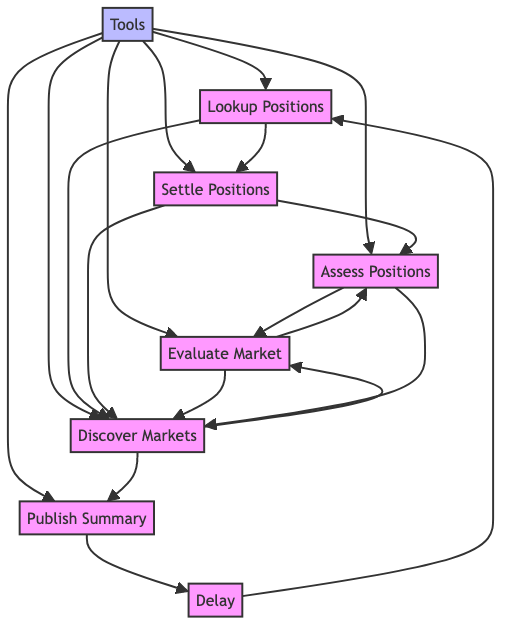 Tools
Lookup Positions
Settle Positions
Assess Positions
Evaluate Market
Discover Markets
Publish Summary
Delay